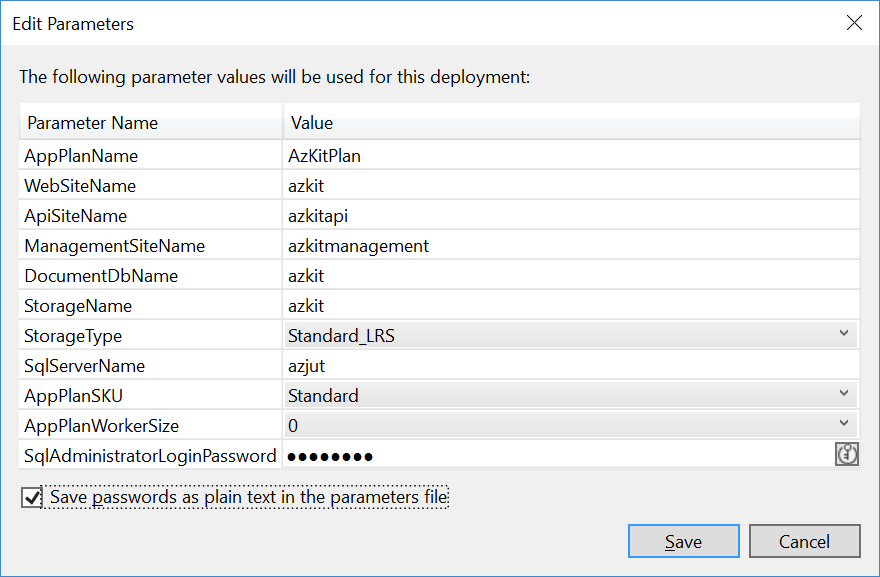 Edit Parameters
The following parameter values will be used for this deployment:
Parameter Name Value
AppPlanName AzKitPlan
WebSiteName azkit
ApiSiteName azkitapi
ManagementSiteName azkitmanagement
DocumentDbName azkit
StorageName azkit
StorageType Standard_LRS
SqlServerName azjut
AppPlanSKU Standard
AppPlanWorkerSize 0
SqlAdministratorLoginPassword ●●●●●●●●
Save passwords as plain text in the parameters file
Save Cancel